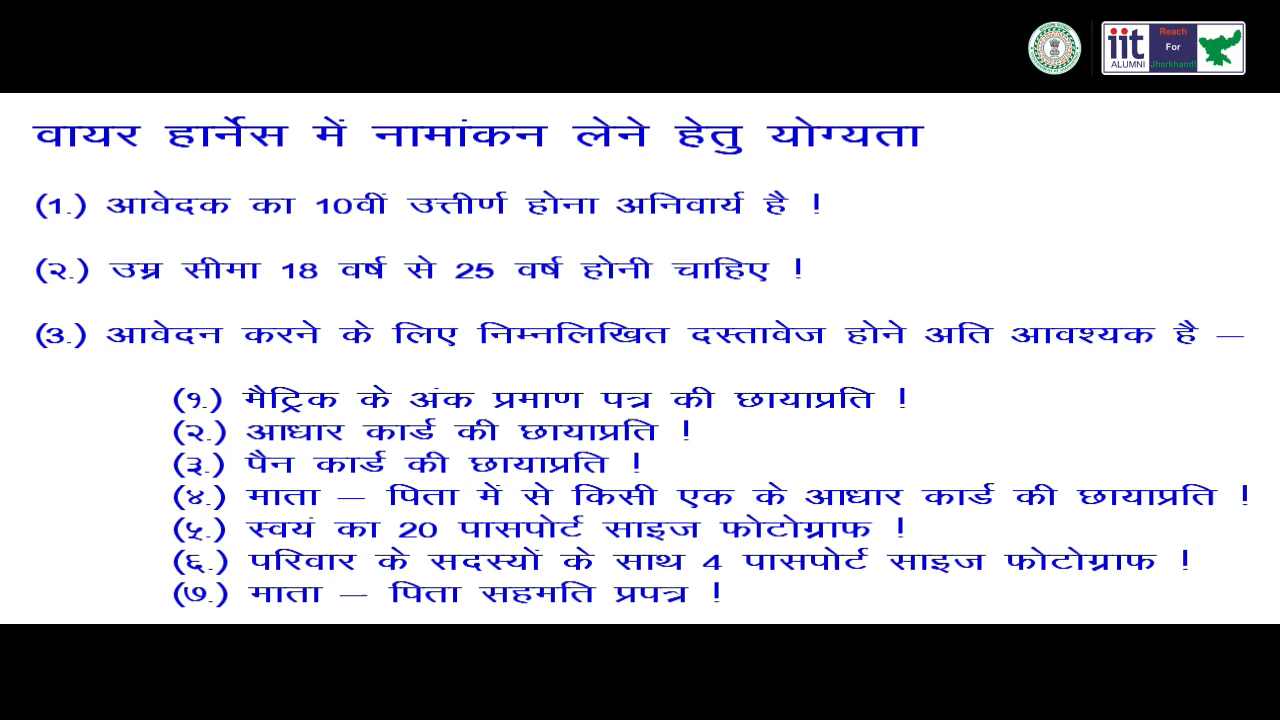 iit
ALUMNI
Reach
For
Jharkhand!
वायर हार्नेस में नामांकन लेने हेतु योग्यता
(1.) आवेदक का 10वीं उत्तीर्ण होना अनिवार्य है !
(२.) उम्र सीमा 18 वर्ष से 25 वर्ष होनी चाहिए !
(३.) आवेदन करने के लिए निम्नलिखित दस्तावेज होने अति आवश्यक है –
(१.) मैट्रिक के अंक प्रमाण पत्र की छायाप्रति !
(२.) आधार कार्ड की छायाप्रति !
(३.) पैन कार्ड की छायाप्रति !
(४.) माता – पिता में से किसी एक के आधार कार्ड की छायाप्रति !
(५.) स्वयं का 20 पासपोर्ट साइज फोटोग्राफ !
(६.) परिवार के सदस्यों के साथ 4 पासपोर्ट साइज फोटोग्राफ !
(७.) माता – पिता सहमति प्रपत्र !